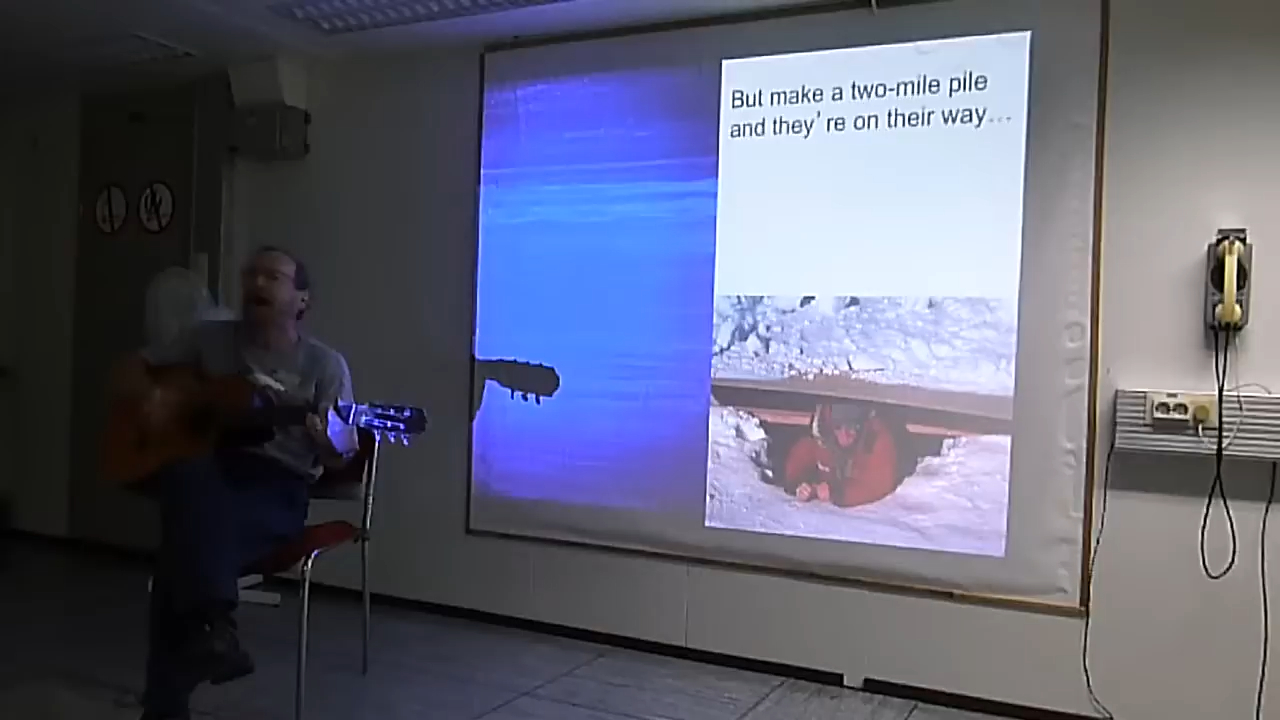 But make a two-mile pile
and they’ re on their way…